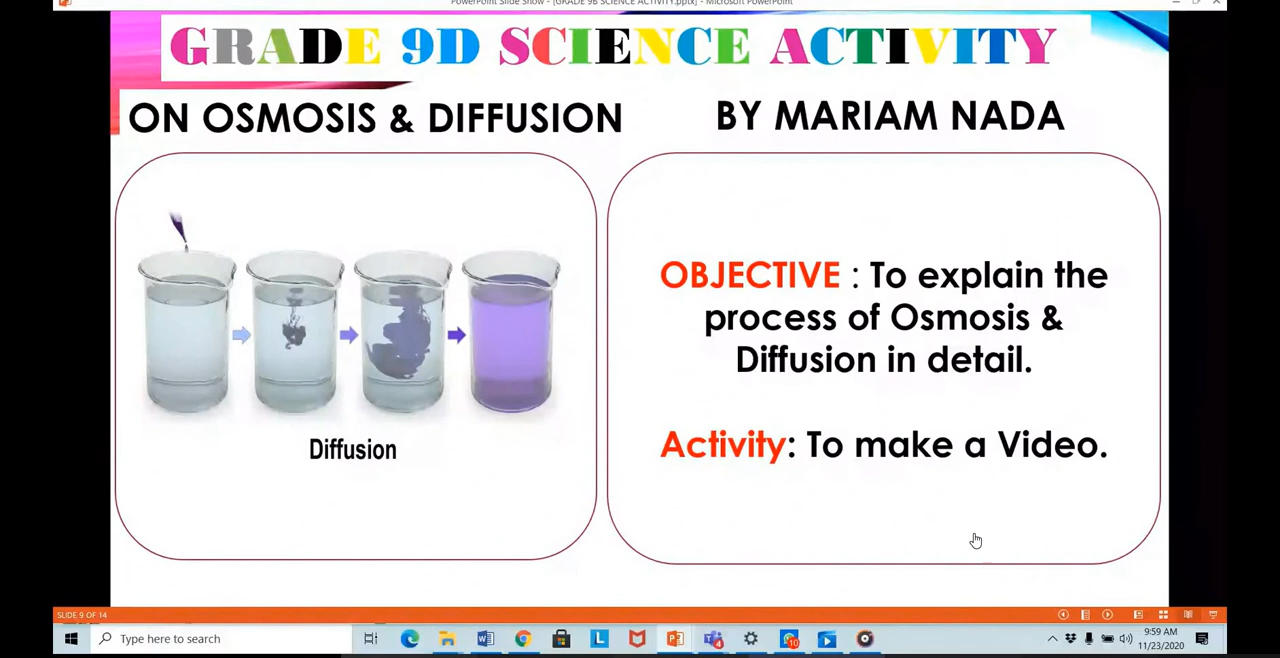 PowerPoint Slide Show - [GRADE 9B SCIENCE ACTIVITY.pptx] - Microsoft PowerPoint
GRADE 9D SCIENCE ACTIVITY
ON OSMOSIS & DIFFUSION
BY MARIAM NADA
Diffusion
OBJECTIVE : To explain the
process of Osmosis &
Diffusion in detail.
Activity: To make a Video.
SLIDE 9 OF 14
Type here to search
L
4
10
9:59 AM
11/23/2020